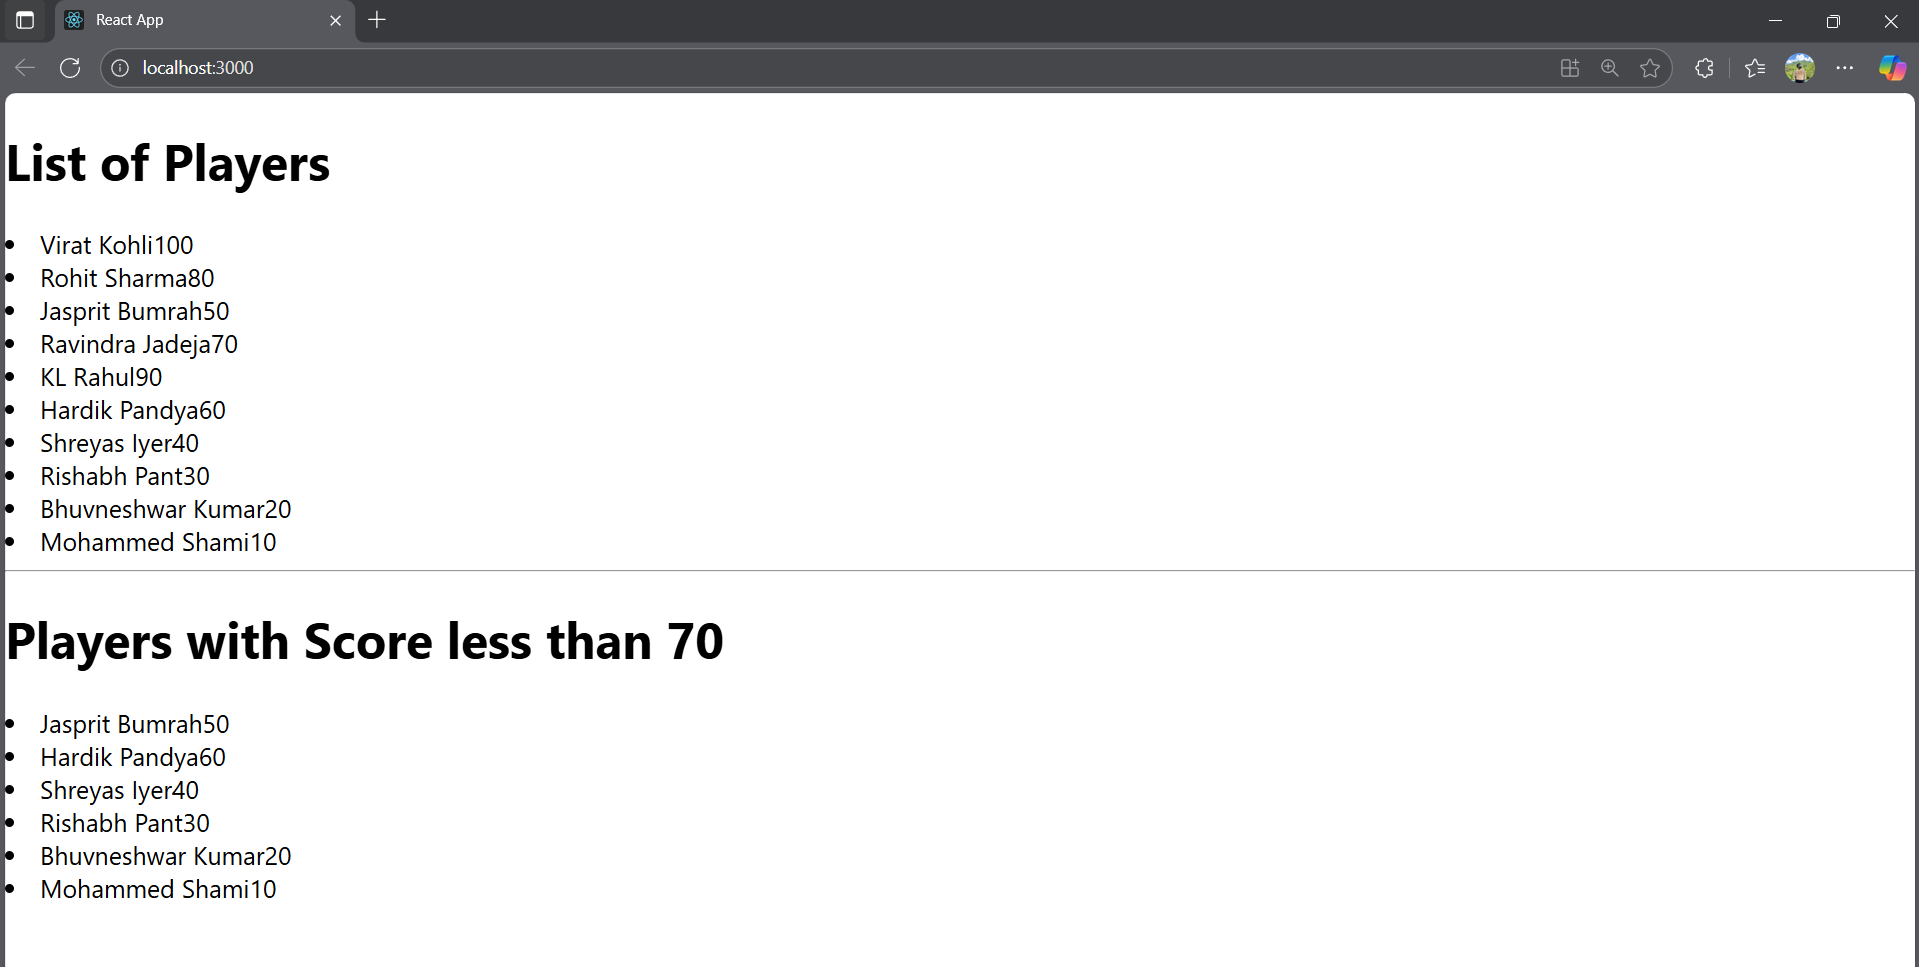 React App
localhost:3000
List of Players
Virat Kohli100
Rohit Sharma80
Jasprit Bumrah50
Ravindra Jadeja70
KL Rahul90
Hardik Pandya60
Shreyas Iyer40
Rishabh Pant30
Bhuvneshwar Kumar20
Mohammed Shami10
Players with Score less than 70
Jasprit Bumrah50
Hardik Pandya60
Shreyas Iyer40
Rishabh Pant30
Bhuvneshwar Kumar20
Mohammed Shami10